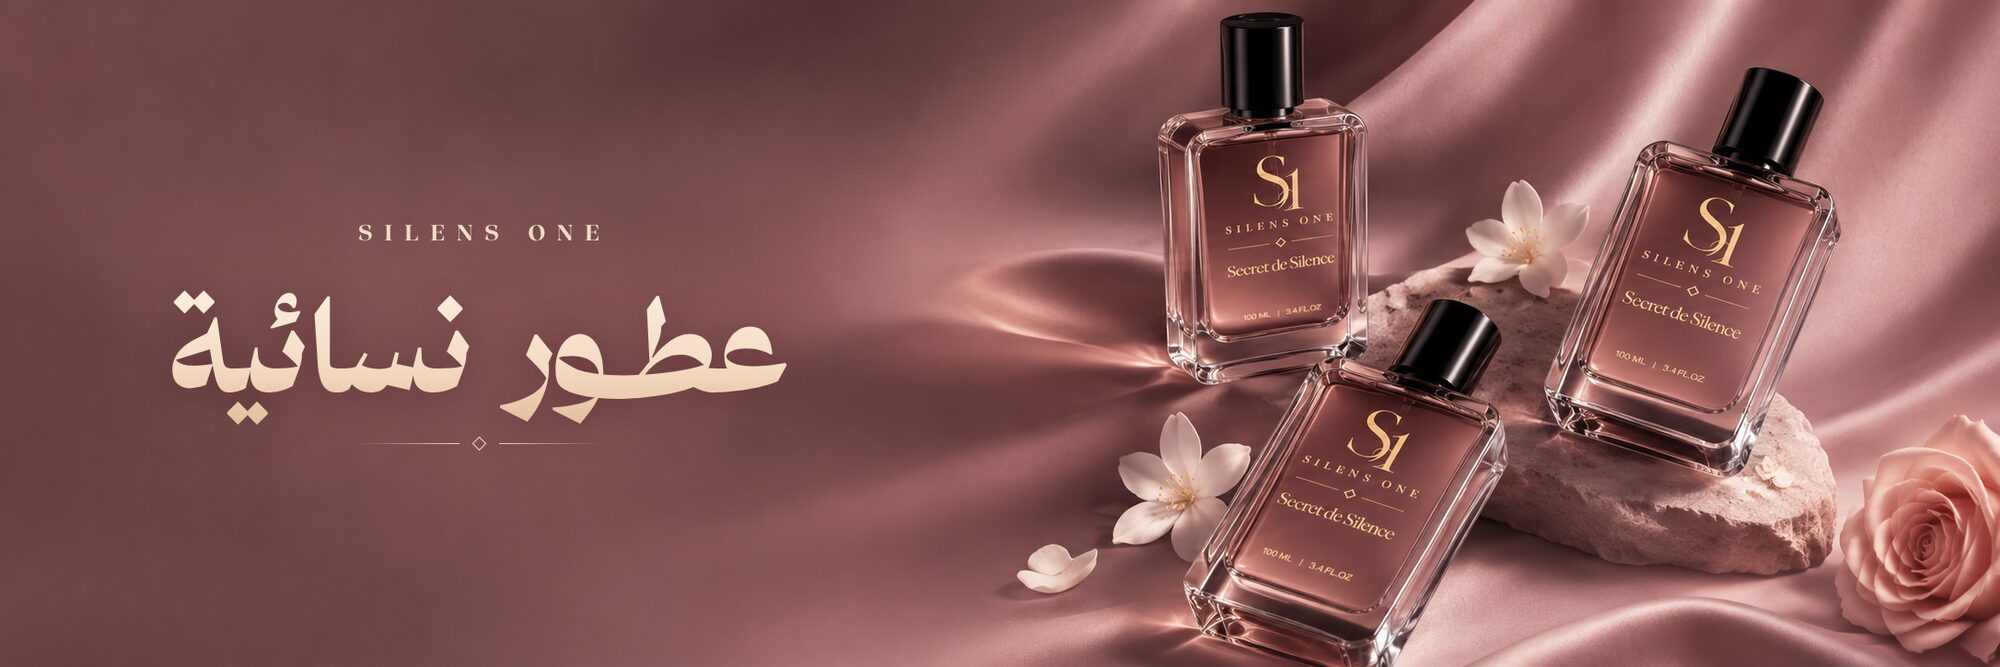 SILENS ONE
عطور نسائية
S1
SILENS ONE
Secret de Silence
100 ML | 3.4 FL.OZ
S1
SILENS ONE
Secret de Silence
100 ML | 3.4 FL.OZ
S1
SILENS ONE
Secret de Silence
100 ML | 3.4 FL.OZ